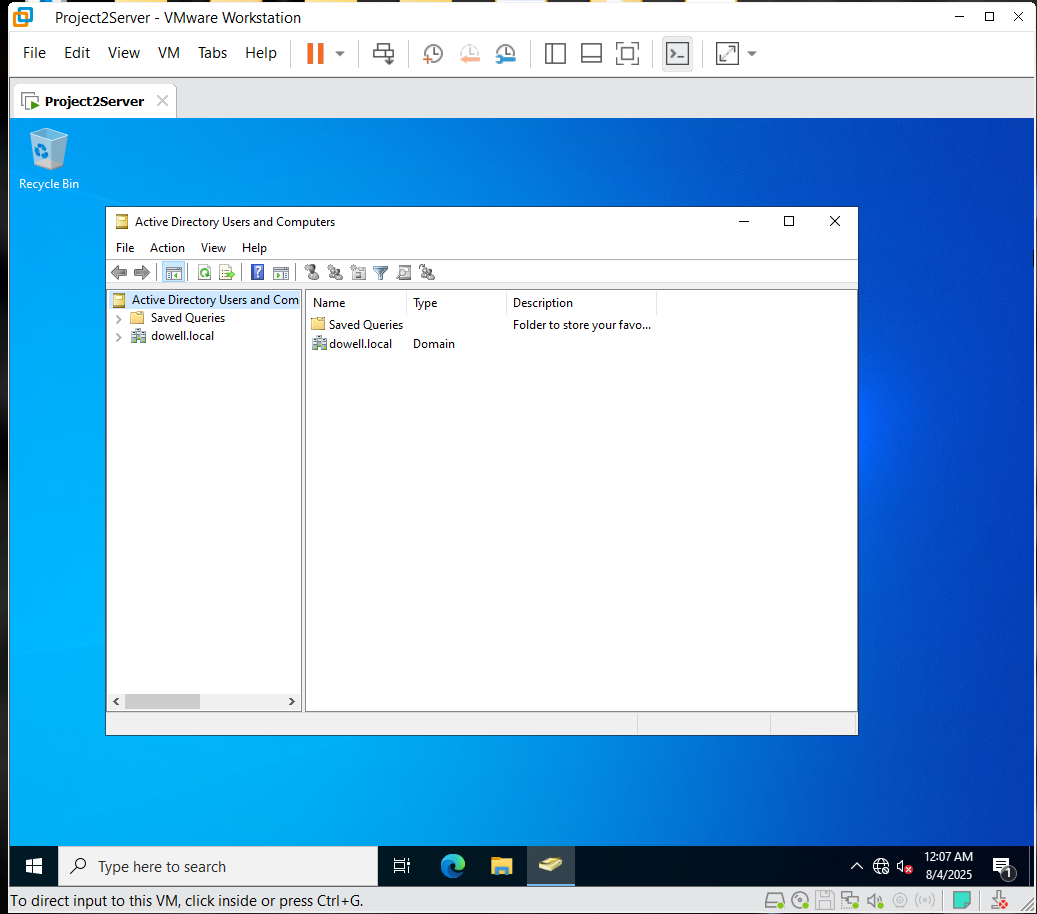 Project2Server - VMware Workstation
File Edit View VM Tabs Help
Project2Server
Recycle Bin
Active Directory Users and Computers
File Action View Help
Active Directory Users and Com
Saved Queries
dowell.local
Name Type Description
Saved Queries Folder to store your favo...
dowell.local Domain
Type here to search
12:07 AM
8/4/2025
1
To direct input to this VM, click inside or press Ctrl+G.